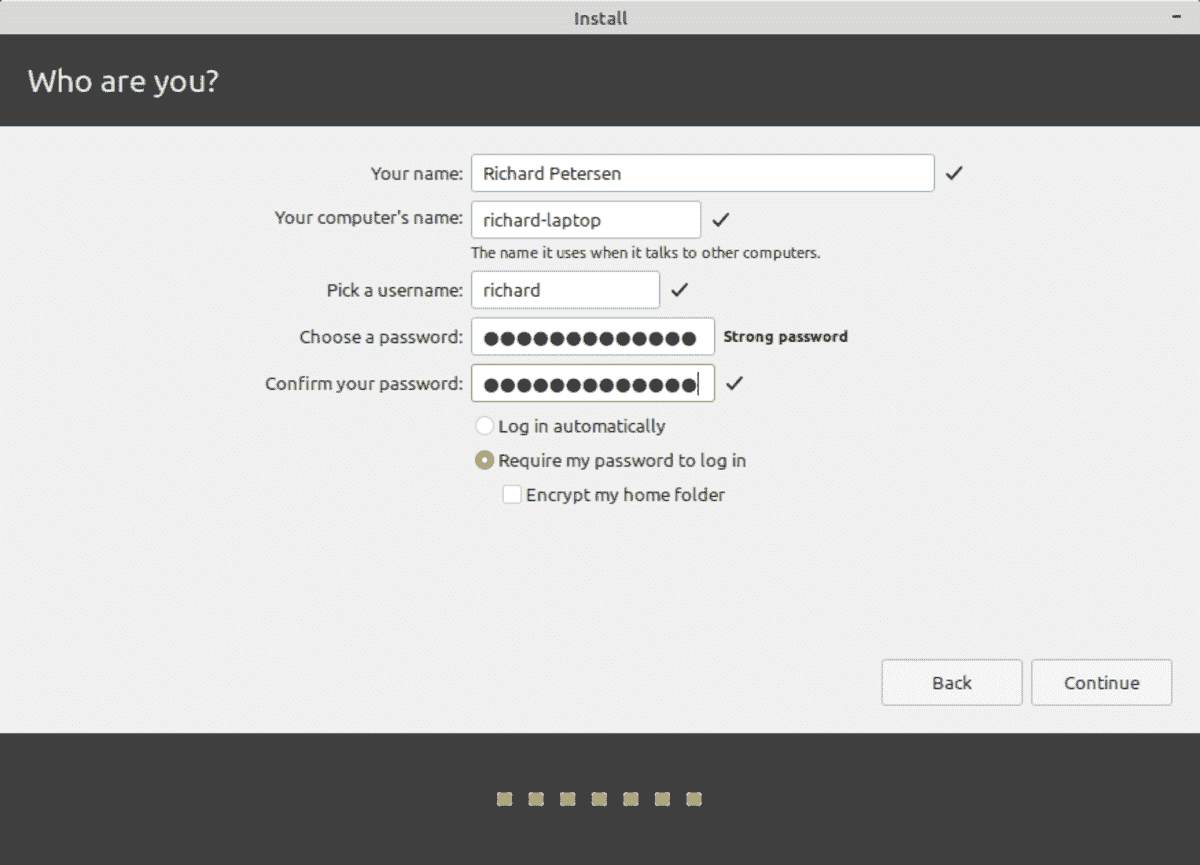 Install
Who are you?
Your name: Richard Petersen
Your computer's name: richard-laptop
The name it uses when it talks to other computers.
Pick a username: richard
Choose a password: ●●●●●●●●●●●●● Strong password
Confirm your password: ●●●●●●●●●●●●●
Log in automatically
Require my password to log in
Encrypt my home folder
Back Continue